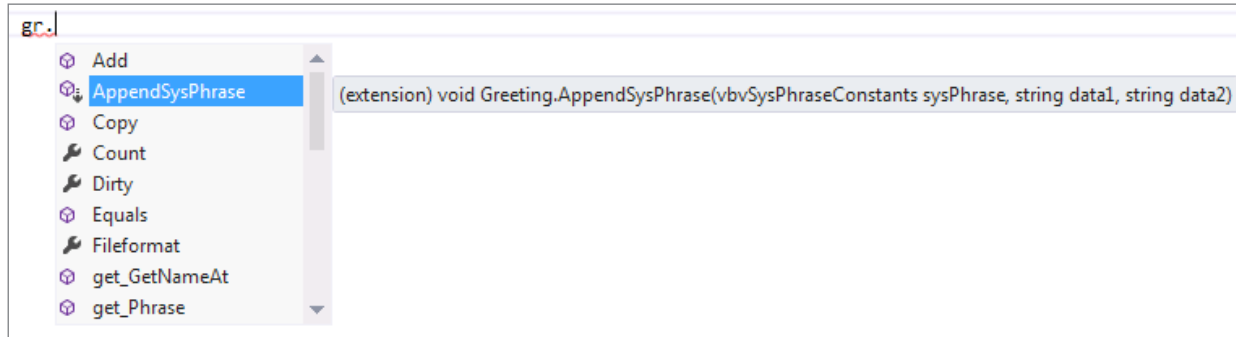 gr.
Add
AppendSysPhrase (extension) void Greeting.AppendSysPhrase(vbvSysPhraseConstants sysPhrase, string data1, string data2)
Copy
Count
Dirty
Equals
Fileformat
get_GetNameAt
get_Phrase